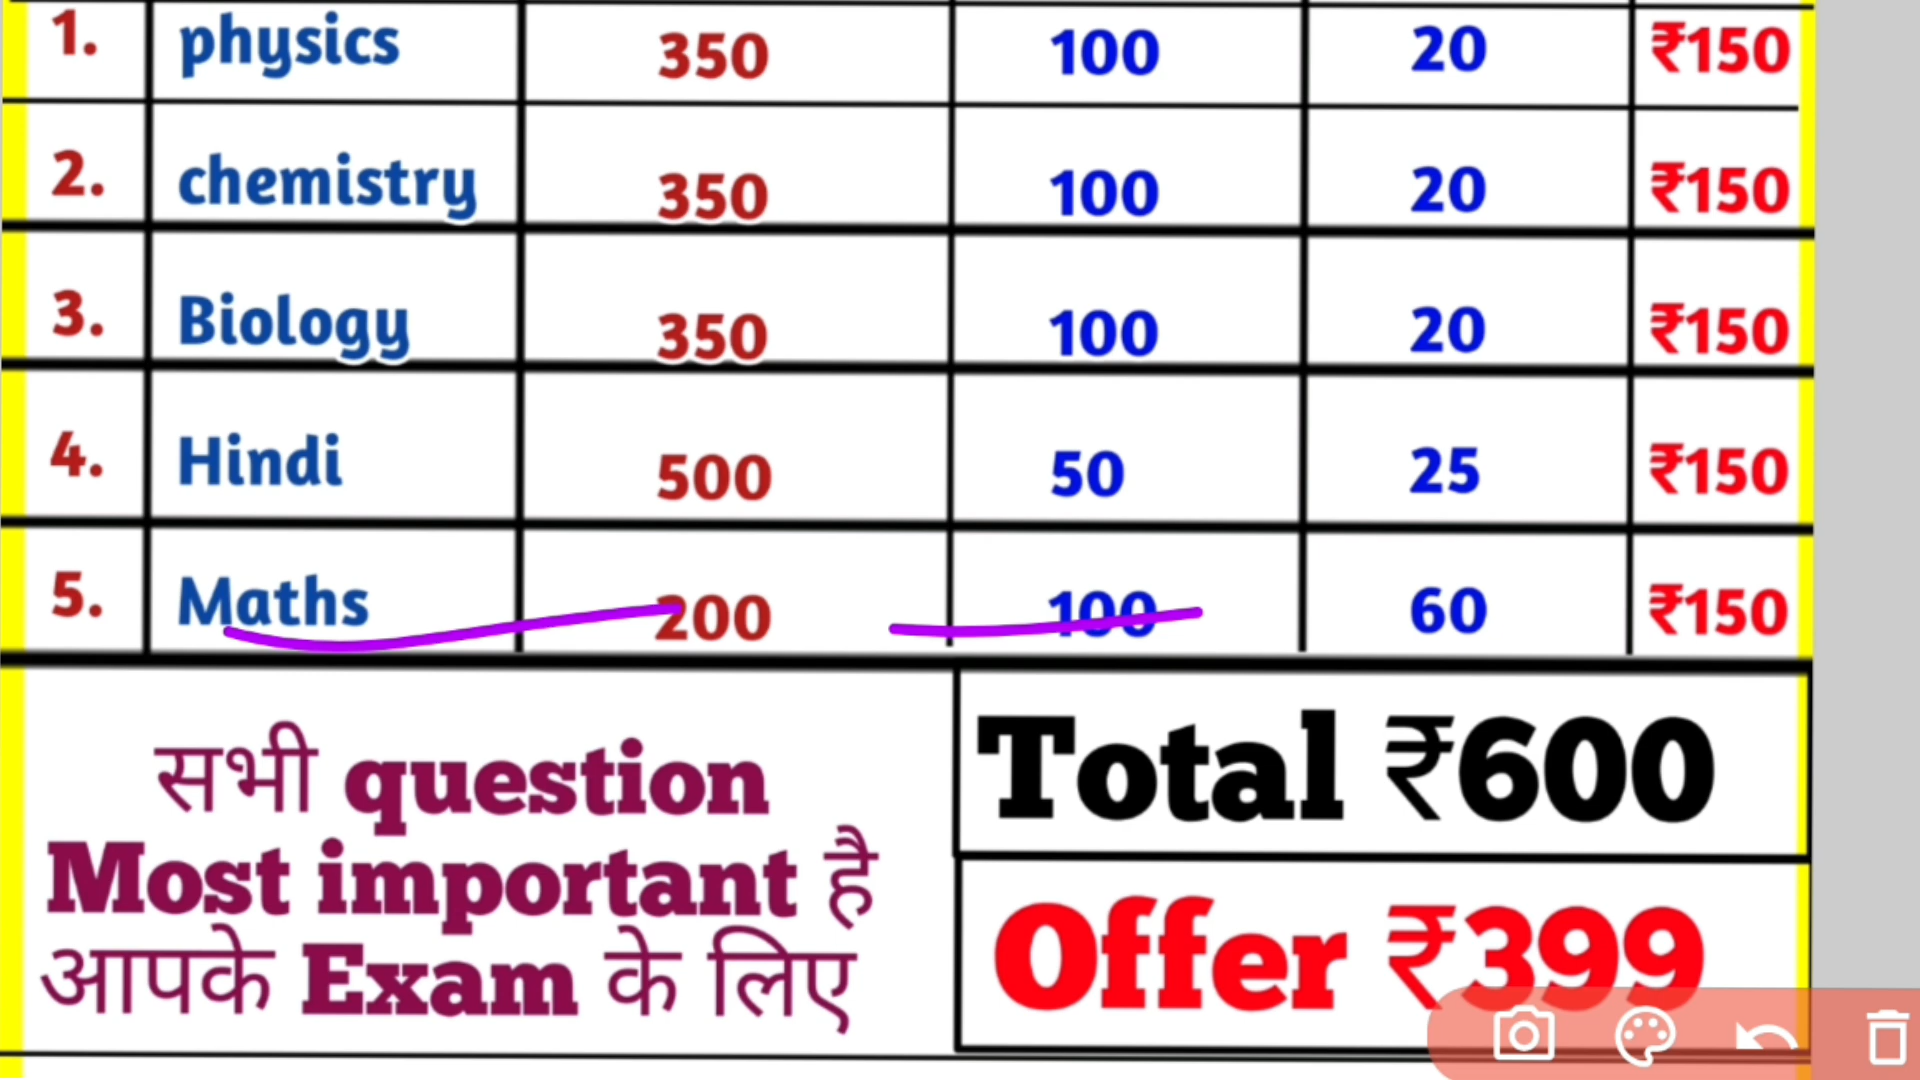 1. physics 350 100 20 ₹150
2. chemistry 350 100 20 ₹150
3. Biology 350 100 20 ₹150
4. Hindi 500 50 25 ₹150
5. Maths 200 100 60 ₹150
सभी question
Most important है
आपके Exam के लिए
Total ₹600
Offer ₹399